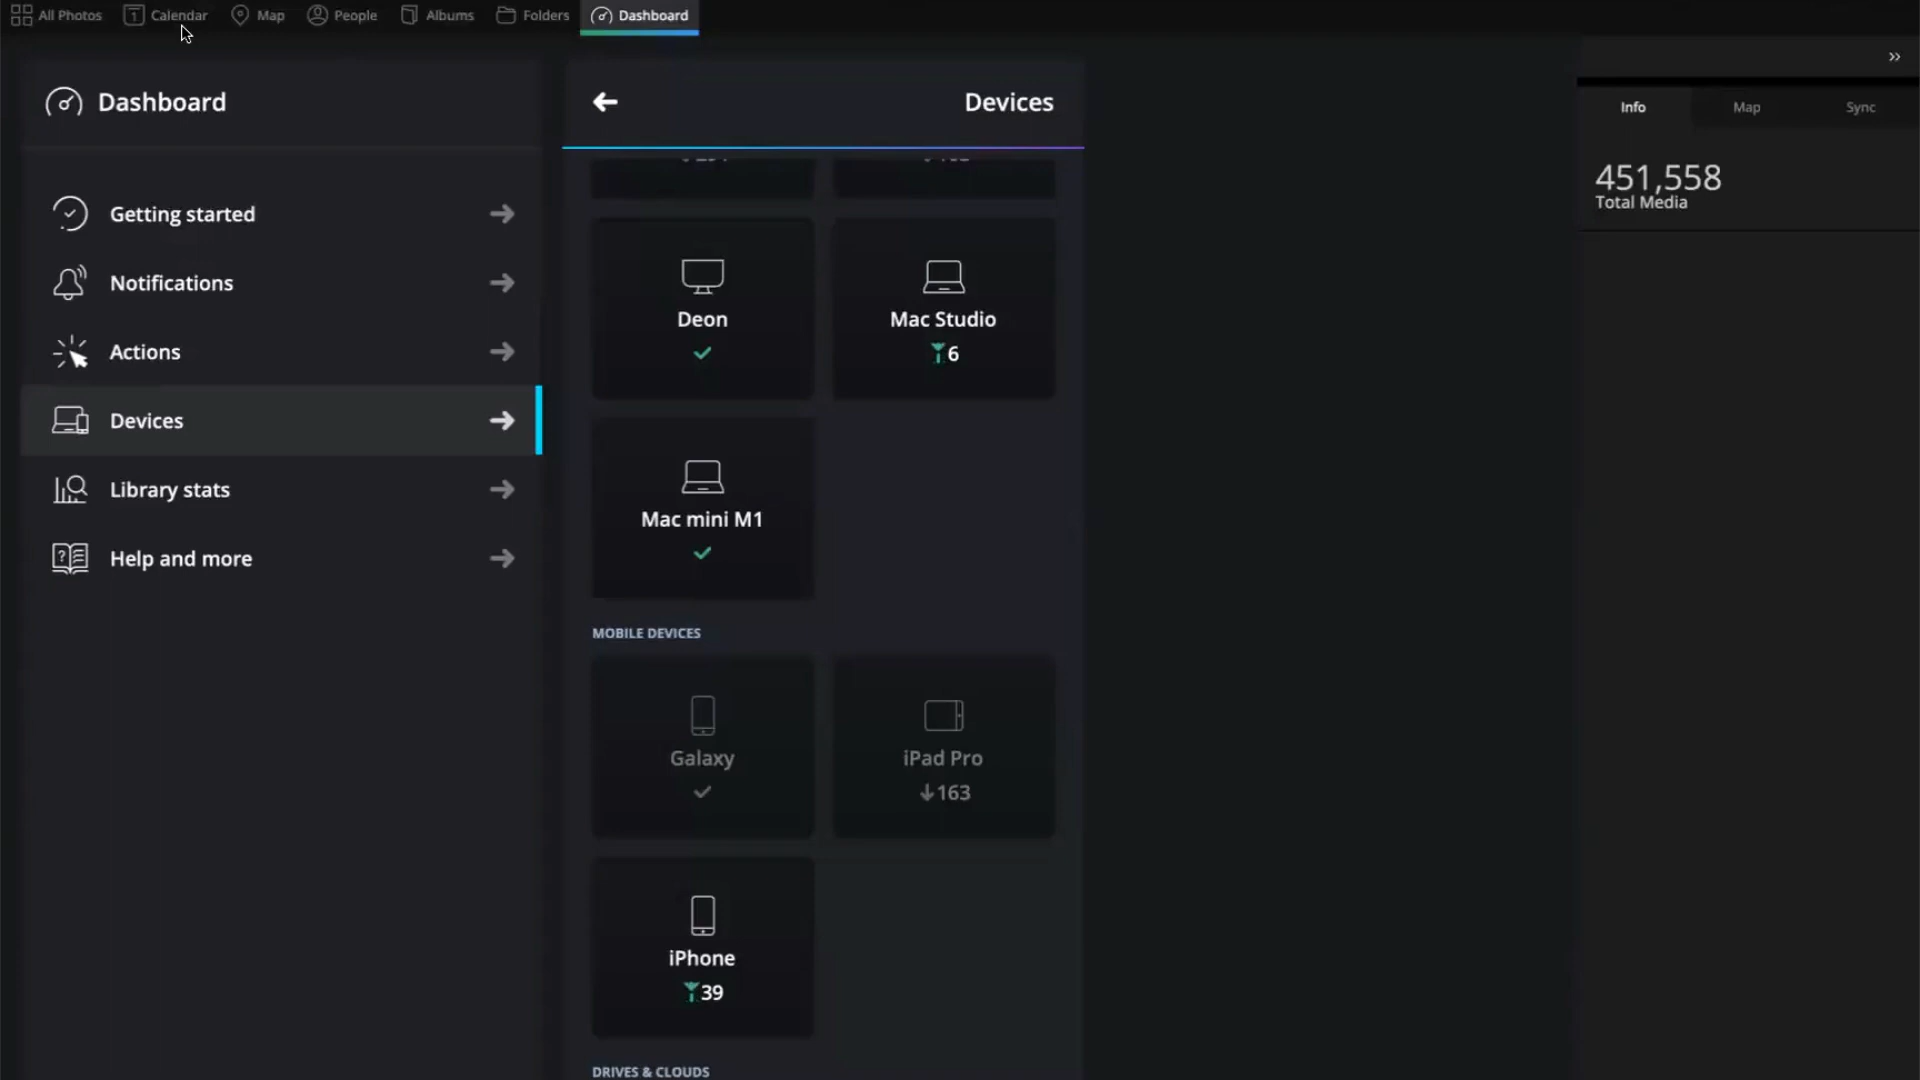 All Photos
1 Calendar
Map
People
Albums
Folders
Dashboard
Dashboard
Getting started
Notifications
Actions
Devices
Library stats
Help and more
Devices
Deon
Mac Studio
6
Mac mini M1
MOBILE DEVICES
Galaxy
iPad Pro
163
iPhone
39
DRIVES & CLOUDS
Info
Map
Sync
451,558
Total Media